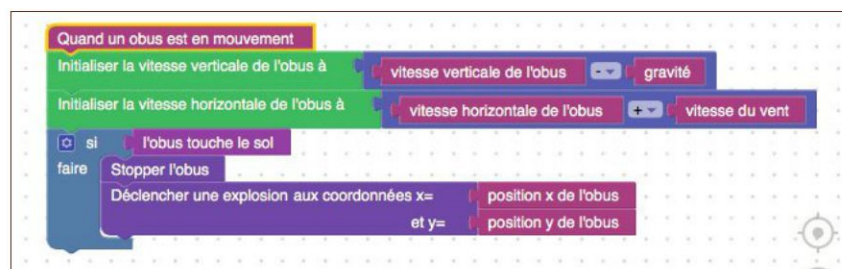 Quand un obus est en mouvement
Initialiser la vitesse verticale de l'obus à vitesse verticale de l'obus - gravité
Initialiser la vitesse horizontale de l'obus à vitesse horizontale de l'obus + vitesse du vent
si l'obus touche le sol
faire Stopper l'obus
Déclencher une explosion aux coordonnées x= position x de l'obus
et y= position y de l'obus